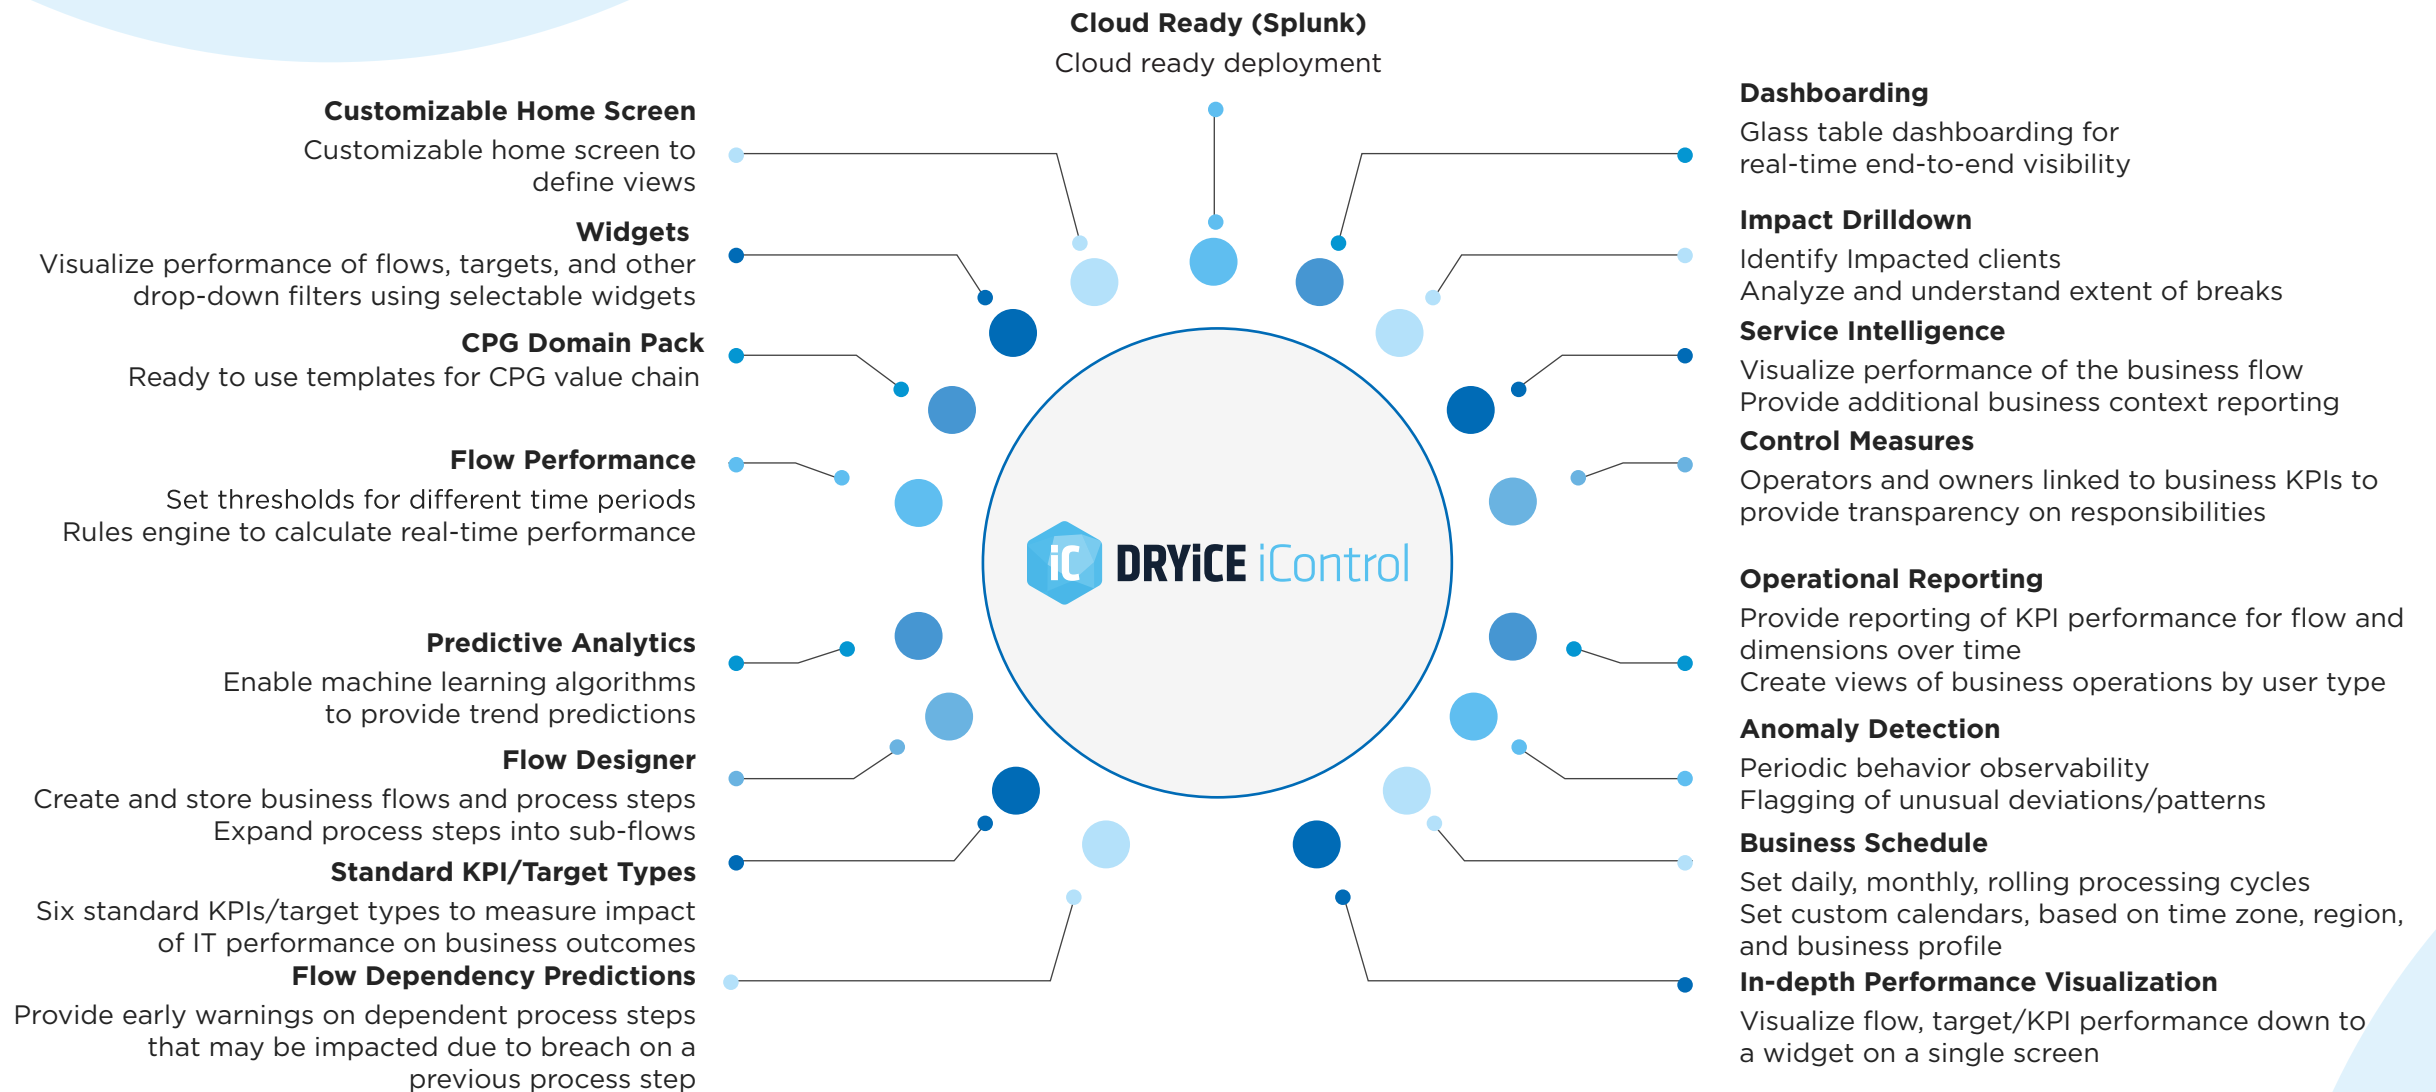 Cloud Ready (Splunk)
Cloud ready deployment
Customizable Home Screen
Customizable home screen to
define views
Widgets
Visualize performance of flows, targets, and other
drop-down filters using selectable widgets
CPG Domain Pack
Ready to use templates for CPG value chain
Flow Performance
Set thresholds for different time periods
Rules engine to calculate real-time performance
Predictive Analytics
Enable machine learning algorithms
to provide trend predictions
Flow Designer
Create and store business flows and process steps
Expand process steps into sub-flows
Standard KPI/Target Types
Six standard KPIs/target types to measure impact
of IT performance on business outcomes
Flow Dependency Predictions
Provide early warnings on dependent process steps
that may be impacted due to breach on a
previous process step
iC DRYiCE iControl
Dashboarding
Glass table dashboarding for
real-time end-to-end visibility
Impact Drilldown
Identify Impacted clients
Analyze and understand extent of breaks
Service Intelligence
Visualize performance of the business flow
Provide additional business context reporting
Control Measures
Operators and owners linked to business KPIs to
provide transparency on responsibilities
Operational Reporting
Provide reporting of KPI performance for flow and
dimensions over time
Create views of business operations by user type
Anomaly Detection
Periodic behavior observability
Flagging of unusual deviations/patterns
Business Schedule
Set daily, monthly, rolling processing cycles
Set custom calendars, based on time zone, region,
and business profile
In-depth Performance Visualization
Visualize flow, target/KPI performance down to
a widget on a single screen